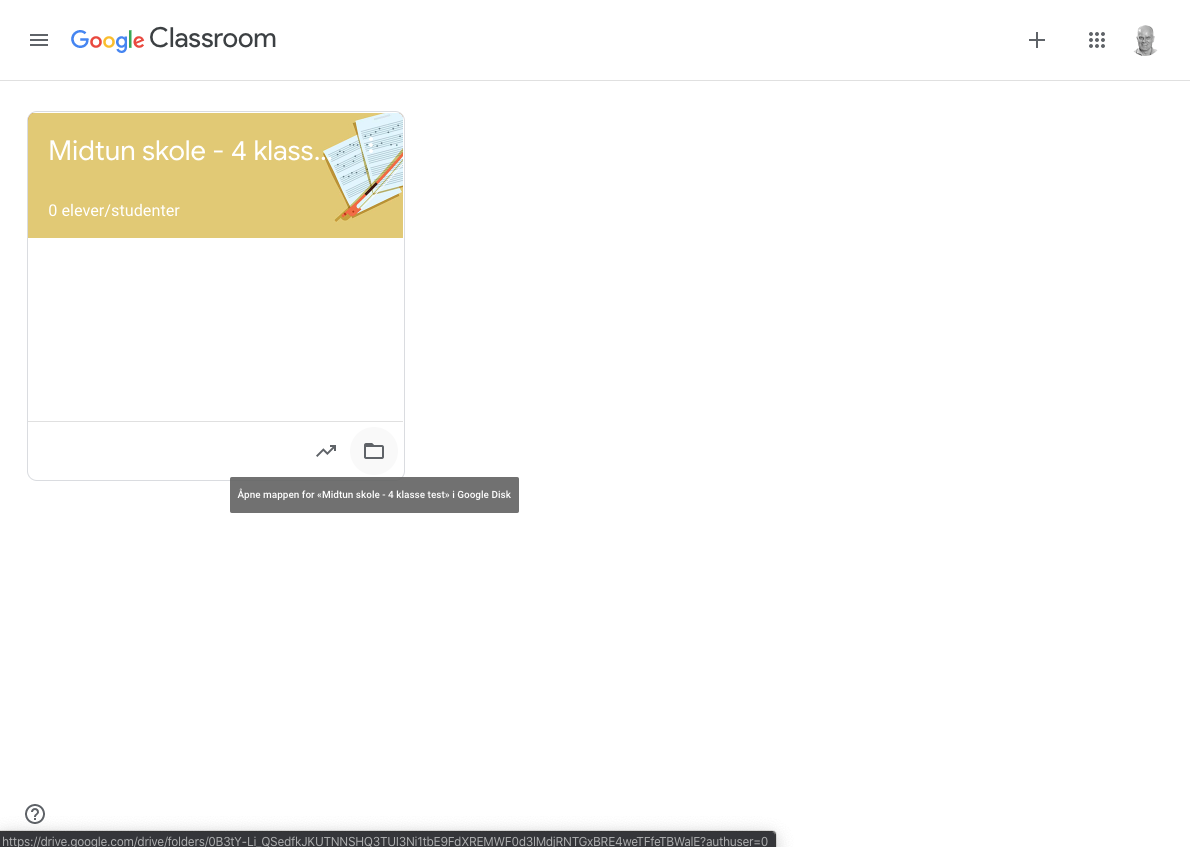 Google Classroom
Midtun skole - 4 klass...
0 elever/studenter
Åpne mappen for «Midtun skole - 4 klasse test» i Google Disk
https://drive.google.com/drive/folders/0B3tY-Li_QSedfkJKUTNNSHQ3TUI3Ni1tbE9FdXREMWF0d3lMdjRNTGxBRE4weTFfeTBWalE?authuser=0